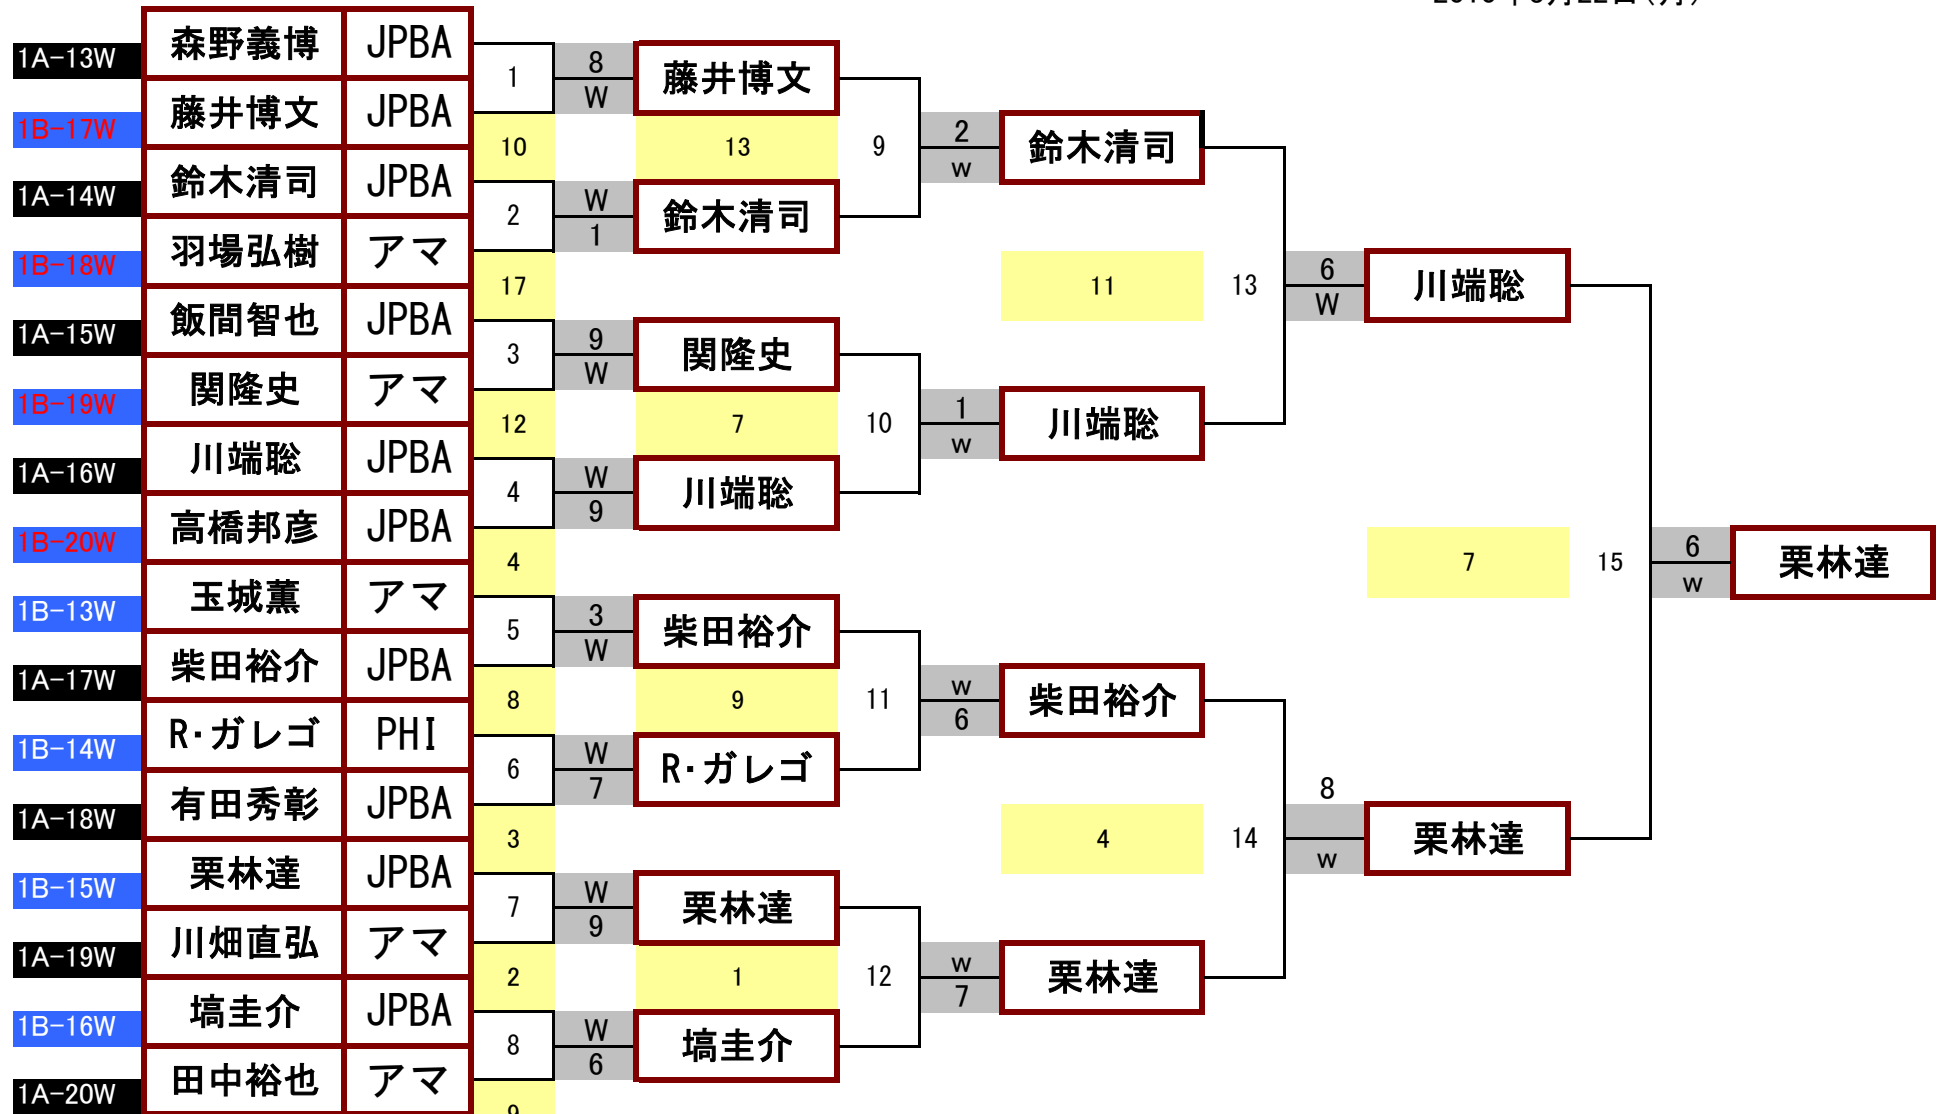 1A-13W 森野義博 JPBA
1B-17W 藤井博文 JPBA
1A-14W 鈴木清司 JPBA
1B-18W 羽場弘樹 アマ
1A-15W 飯間智也 JPBA
1B-19W 関隆史 アマ
1A-16W 川端聡 JPBA
1B-20W 高橋邦彦 JPBA
1B-13W 玉城薫 アマ
1A-17W 柴田裕介 JPBA
1B-14W R・ガレゴ PHI
1A-18W 有田秀彰 JPBA
1B-15W 栗林達 JPBA
1A-19W 川畑直弘 アマ
1B-16W 塙圭介 JPBA
1A-20W 田中裕也 アマ
1
10
2
17
3
12
4
4
5
8
6
3
7
2
8
8
W
W
1
9
W
W
9
3
W
W
7
W
9
W
6
藤井博文
13
鈴木清司
関隆史
7
川端聡
柴田裕介
9
R・ガレゴ
栗林達
1
塙圭介
9
10
11
12
2
w
1
w
w
6
w
7
鈴木清司
11
川端聡
柴田裕介
4
栗林達
13
14
6
W
8
w
川端聡
7
栗林達
15
6
w
栗林達